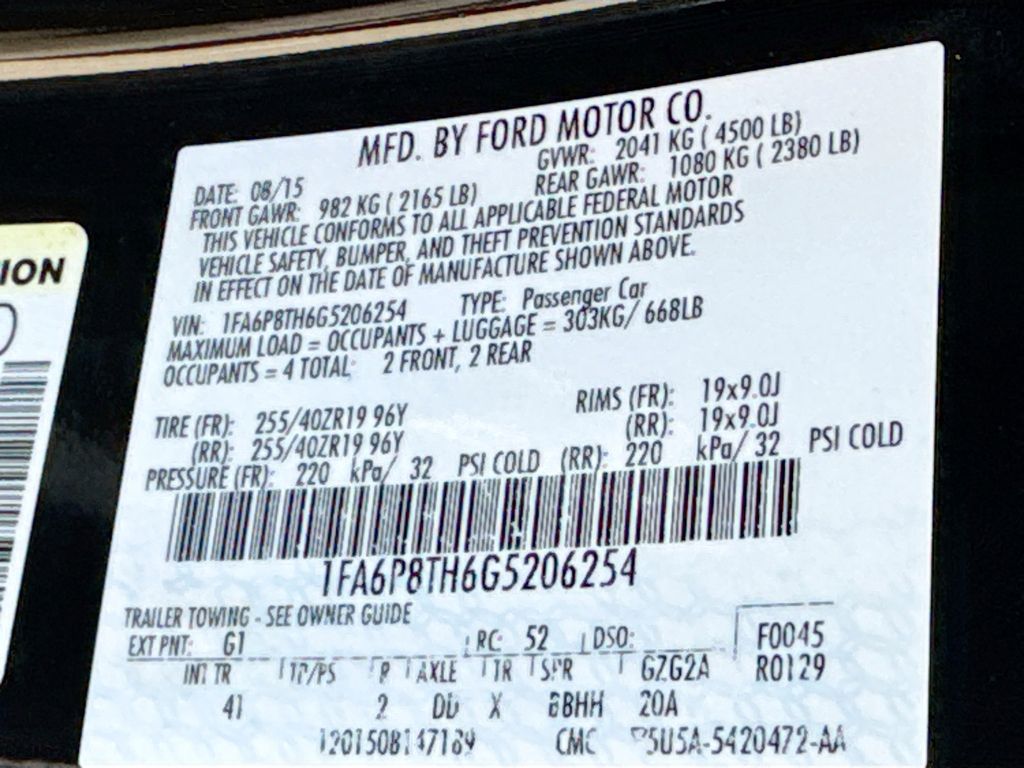 MFD. BY FORD MOTOR CO.
DATE: 08/15 GVWR: 2041 KG ( 4500 LB)
FRONT GAWR: 982 KG ( 2165 LB) REAR GAWR: 1080 KG ( 2380 LB)
THIS VEHICLE CONFORMS TO ALL APPLICABLE FEDERAL MOTOR
VEHICLE SAFETY, BUMPER, AND THEFT PREVENTION STANDARDS
IN EFFECT ON THE DATE OF MANUFACTURE SHOWN ABOVE.
VIN: 1FA6P8TH6G5206254 TYPE: Passenger Car
MAXIMUM LOAD = OCCUPANTS + LUGGAGE = 303KG/ 668LB
OCCUPANTS = 4 TOTAL: 2 FRONT, 2 REAR
TIRE (FR): 255/40ZR19 96Y RIMS (FR): 19x9.0J
(RR): 255/40ZR19 96Y (RR): 19x9.0J
PRESSURE (FR): 220 kPa/ 32 PSI COLD (RR): 220 kPa/ 32 PSI COLD
1FA6P8TH6G5206254
TRAILER TOWING - SEE OWNER GUIDE
EXT PNT: G1 RC: 52 DSO: F0045
INT TR TP/PS R AXLE TR SPR GZG2A R0129
41 2 DD X BBHH 20A
CMC
ION